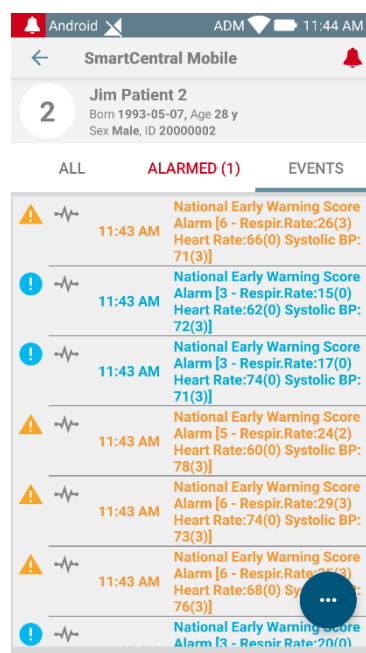 Android ADM 11:44 AM
SmartCentral Mobile
2
Jim Patient 2
Born 1993-05-07, Age 28 y
Sex Male, ID 20000002
ALL ALARMED (1) EVENTS
National Early Warning Score
Alarm [6 - Respir.Rate:26(3)
11:43 AM
Heart Rate:66(0) Systolic BP:
71(3)]
National Early Warning Score
Alarm [3 - Respir.Rate:15(0)
11:43 AM
Heart Rate:62(0) Systolic BP:
72(3)]
National Early Warning Score
Alarm [3 - Respir.Rate:17(0)
11:43 AM
Heart Rate:74(0) Systolic BP:
71(3)]
National Early Warning Score
Alarm [5 - Respir.Rate:24(2)
11:43 AM
Heart Rate:60(0) Systolic BP:
78(3)]
National Early Warning Score
Alarm [6 - Respir.Rate:29(3)
11:43 AM
Heart Rate:74(0) Systolic BP:
73(3)]
National Early Warning Score
Alarm [6 - Respir.Rate:25(3)
11:43 AM
Heart Rate:68(0) Sy
76(3)]
National Early Warning Score
Alarm [3 - Respir.Rate:20(0)